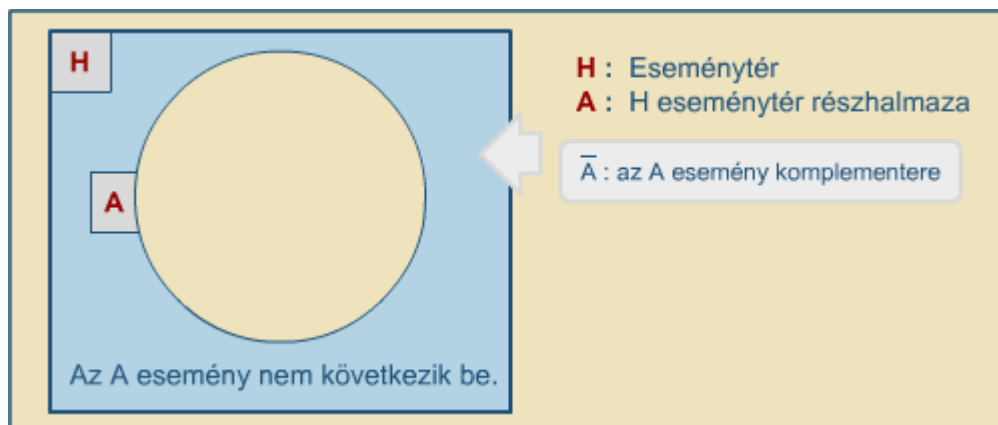 H
A
Az A esemény nem következik be.
H : Eseménytér
A : H eseménytér részhalmaza
A̅ : az A esemény komplementere